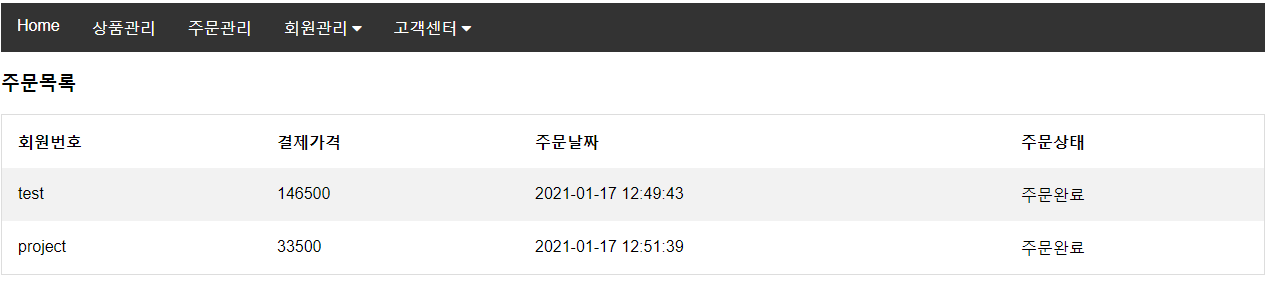 Home 상품관리 주문관리 회원관리 고객센터
주문목록
회원번호 결제가격 주문날짜 주문상태
test 146500 2021-01-17 12:49:43 주문완료
project 33500 2021-01-17 12:51:39 주문완료